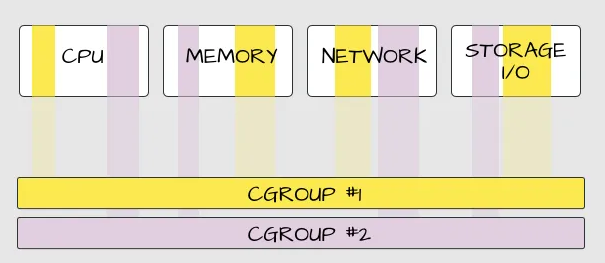 CPU
MEMORY
NETWORK
STORAGE
I/O
CGROUP #1
CGROUP #2